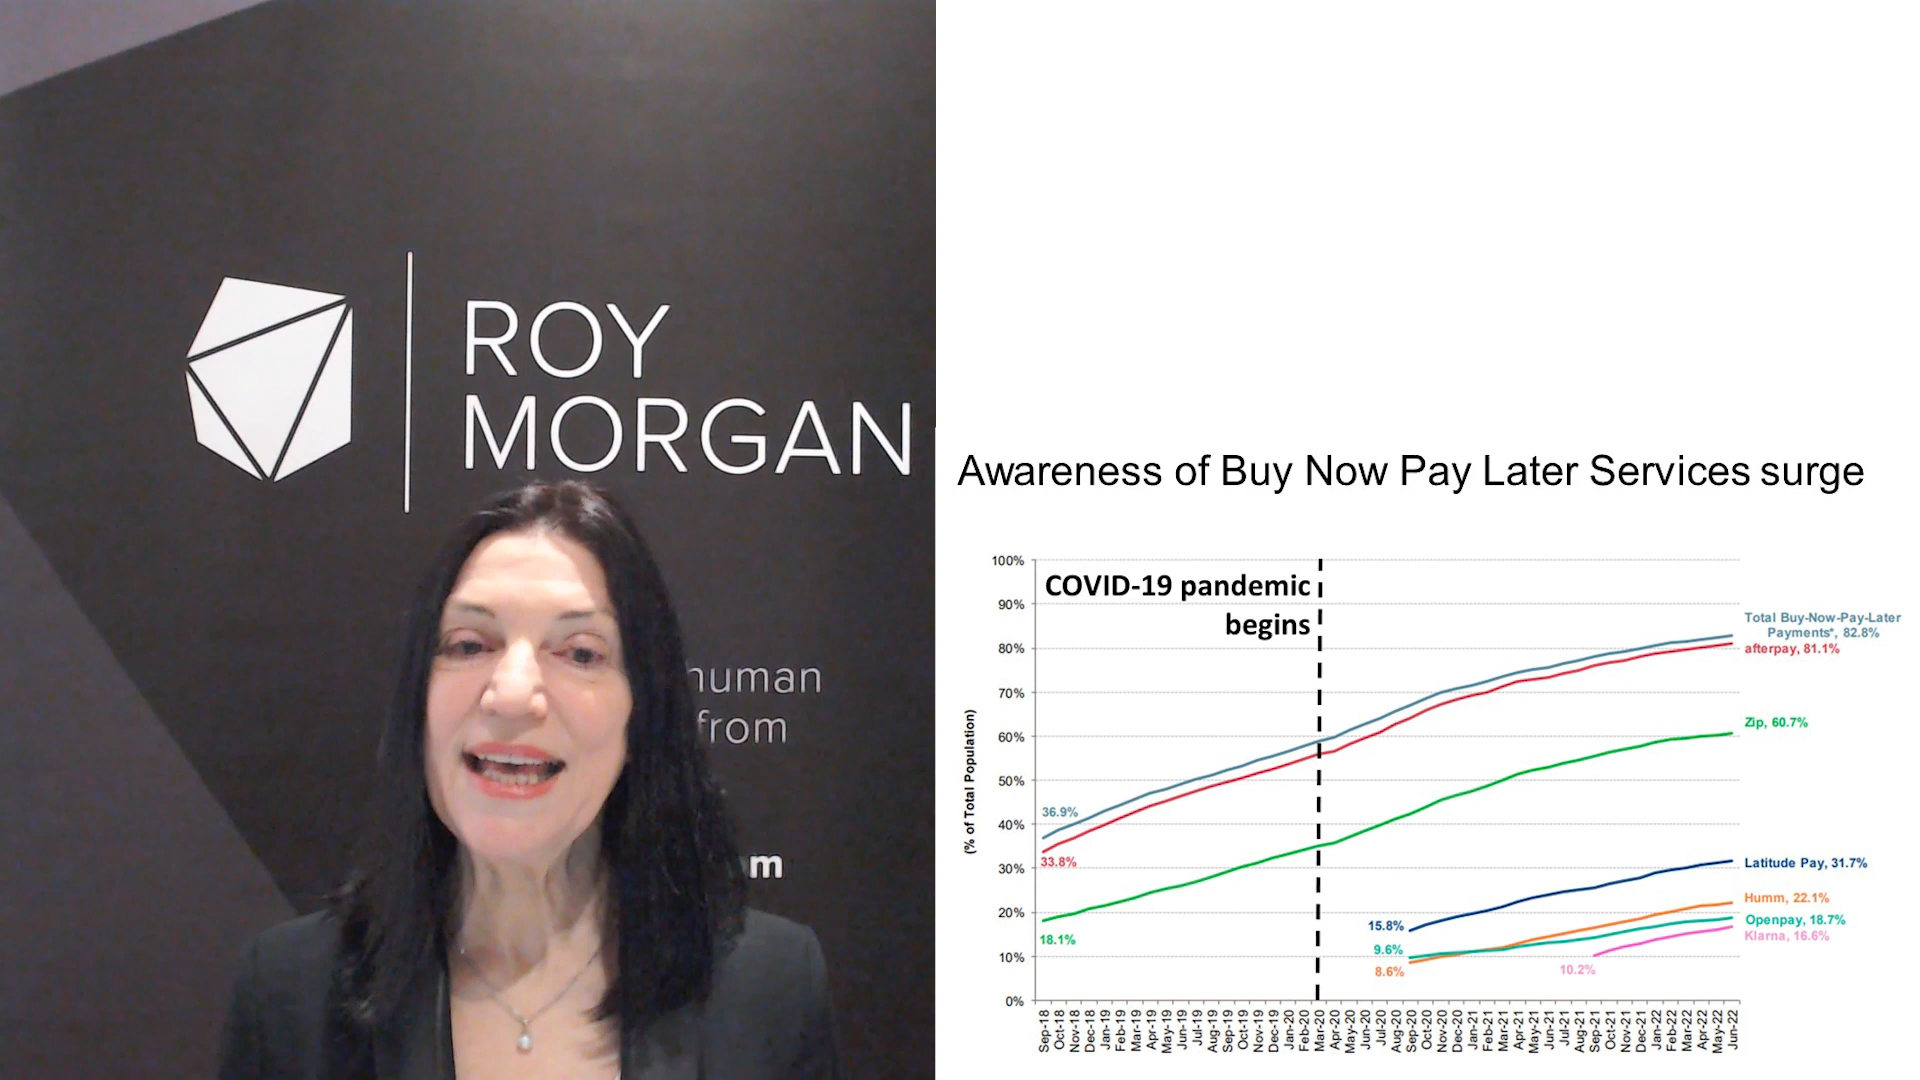 ROY
MORGAN
human
from
m
Awareness of Buy Now Pay Later Services surge
COVID-19 pandemic
begins
(% of Total Population)
100%
90%
80%
70%
60%
50%
40%
30%
20%
10%
0%
36.9%
33.8%
18.1%
15.8%
9.6%
8.6%
10.2%
Total Buy-Now-Pay-Later
Payments*, 82.8%
afterpay, 81.1%
Zip, 60.7%
Latitude Pay, 31.7%
Humm, 22.1%
Openpay, 18.7%
Klarna, 16.6%
Sep-18
Oct-18
Nov-18
Dec-18
Jan-19
Feb-19
Mar-19
Apr-19
May-19
Jun-19
Jul-19
Aug-19
Sep-19
Oct-19
Nov-19
Dec-19
Jan-20
Feb-20
Mar-20
Apr-20
May-20
Jun-20
Jul-20
Aug-20
Sep-20
Oct-20
Nov-20
Dec-20
Jan-21
Feb-21
Mar-21
Apr-21
May-21
Jun-21
Jul-21
Aug-21
Sep-21
Oct-21
Nov-21
Dec-21
Jan-22
Feb-22
Mar-22
Apr-22
May-22
Jun-22